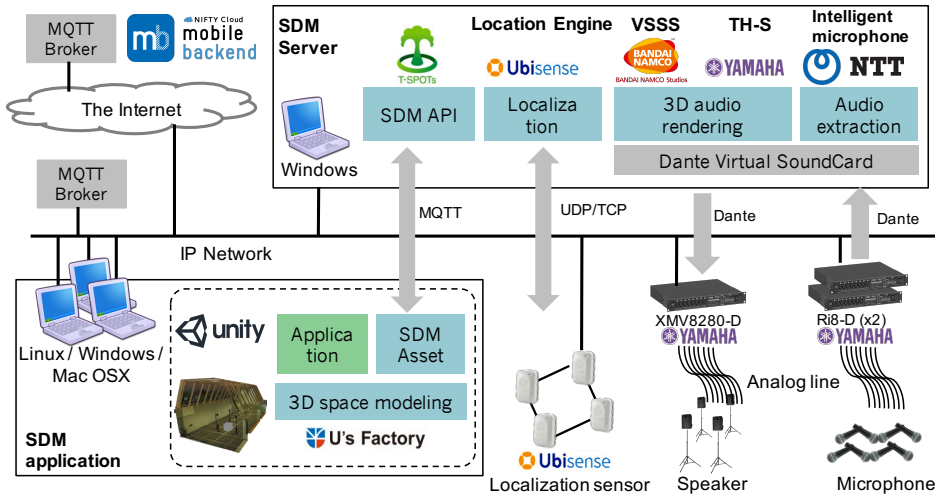 MQTT
Broker
NIFTY Cloud
mobile
backend
mb
The Internet
MQTT
Broker
SDM
Server
T-SPOTs
SDM API
Windows
Location Engine
Ubisense
Localiza
tion
VSSS
BANDAI
NAMCO
BANDAI NAMCO Studios
TH-S
YAMAHA
3D audio
rendering
Intelligent
microphone
NTT
Audio
extraction
Dante Virtual SoundCard
MQTT
UDP/TCP
Dante
Dante
IP Network
Linux / Windows /
Mac OSX
unity
Applica
tion
SDM
Asset
3D space modeling
U's Factory
SDM
application
Ubisense
Localization sensor
XMV8280-D
YAMAHA
Ri8-D (x2)
YAMAHA
Analog line
Speaker
Microphone